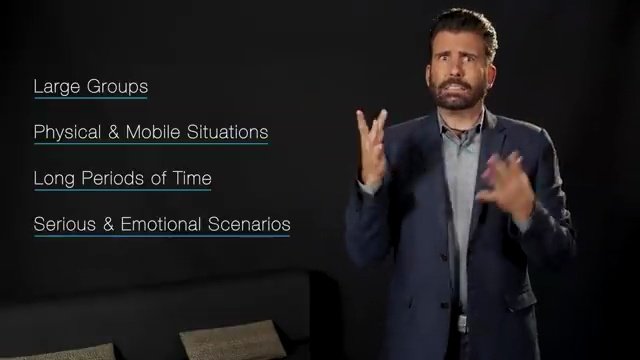 Large Groups
Physical & Mobile Situations
Long Periods of Time
Serious & Emotional Scenarios